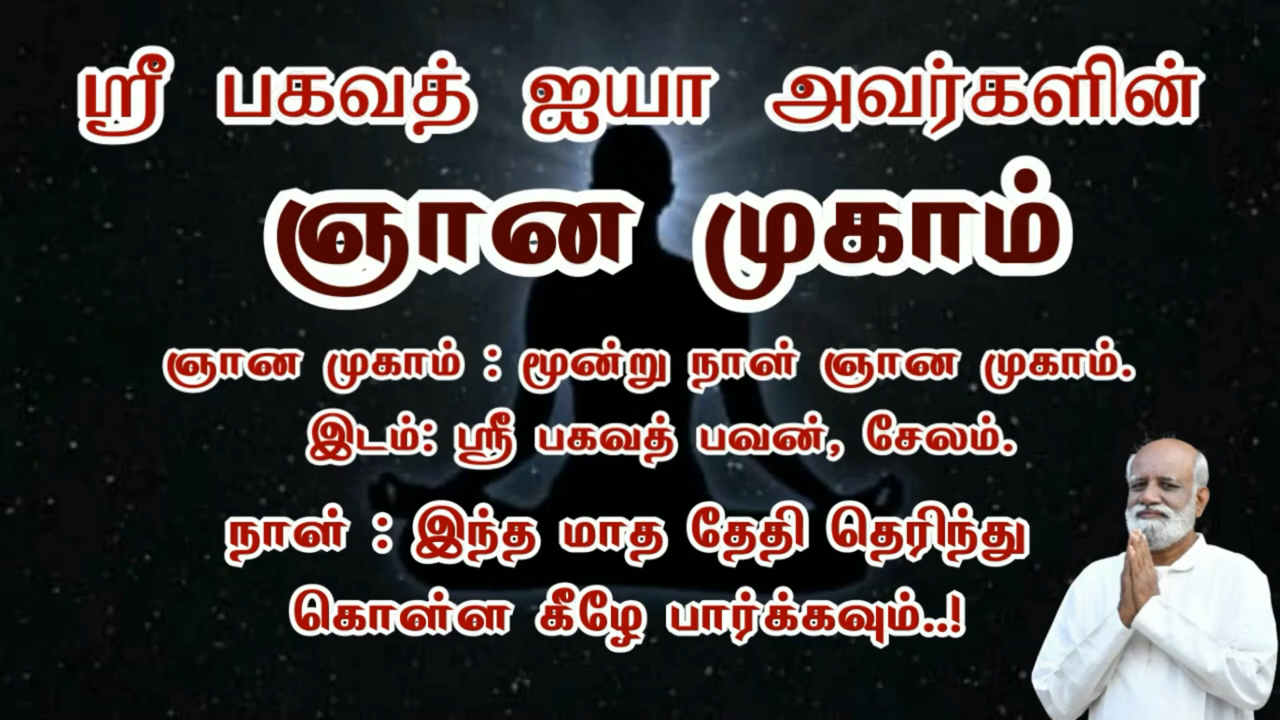 ஸ்ரீ பகவத் ஐயா அவர்களின்
ஞான முகாம்
ஞான முகாம் : மூன்று நாள் ஞான முகாம்.
இடம்: ஸ்ரீ பகவத் பவன், சேலம்.
நாள் : இந்த மாத தேதி தெரிந்து
கொள்ள கீழே பார்க்கவும்..!